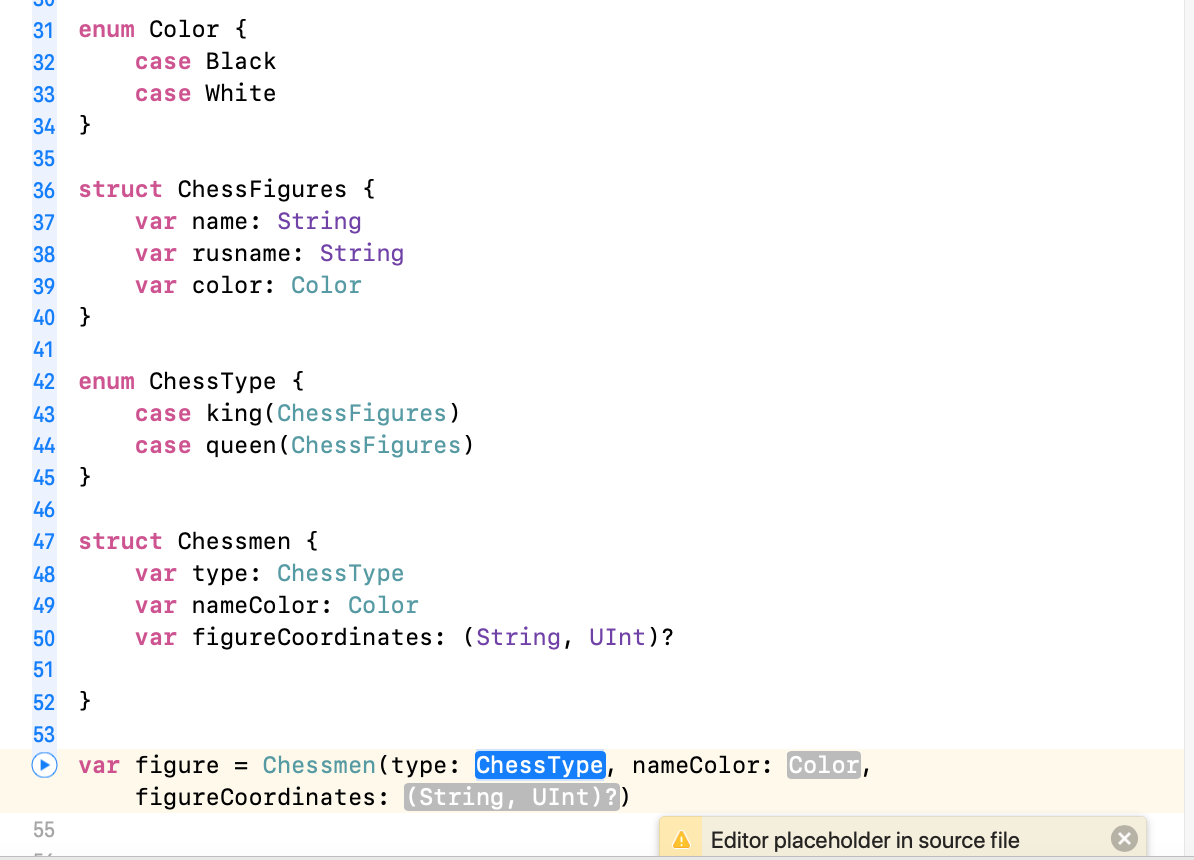 31 enum Color {
32 case Black
33 case White
34 }
35
36 struct ChessFigures {
37 var name: String
38 var rusname: String
39 var color: Color
40 }
41
42 enum ChessType {
43 case king(ChessFigures)
44 case queen(ChessFigures)
45 }
46
47 struct Chessmen {
48 var type: ChessType
49 var nameColor: Color
50 var figureCoordinates: (String, UInt)?
51
52 }
53
var figure = Chessmen(type: ChessType, nameColor: Color,
figureCoordinates: (String, UInt)?)
55
Editor placeholder in source file